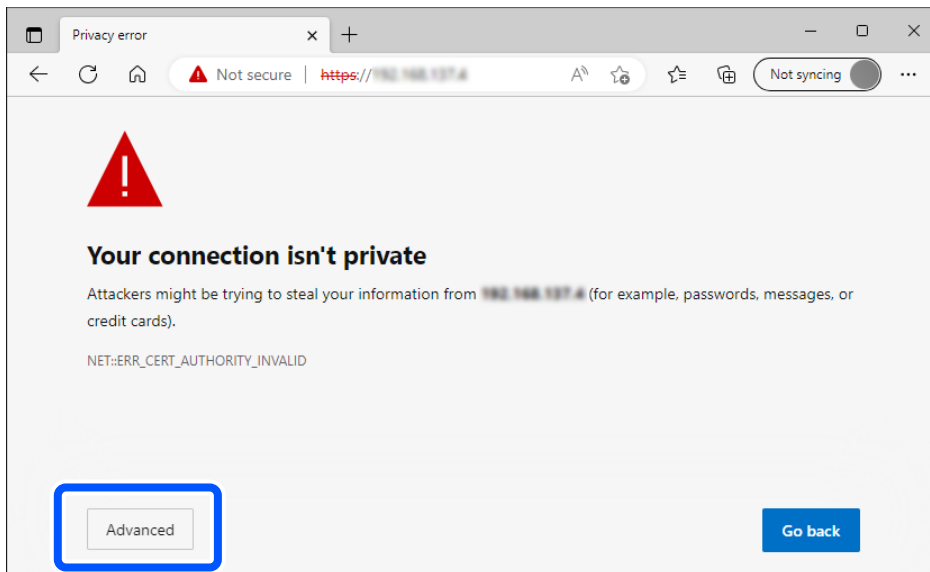 Privacy error
Not secure | https://
Not syncing
Your connection isn't private
Attackers might be trying to steal your information from (for example, passwords, messages, or
credit cards).
NET::ERR_CERT_AUTHORITY_INVALID
Advanced
Go back